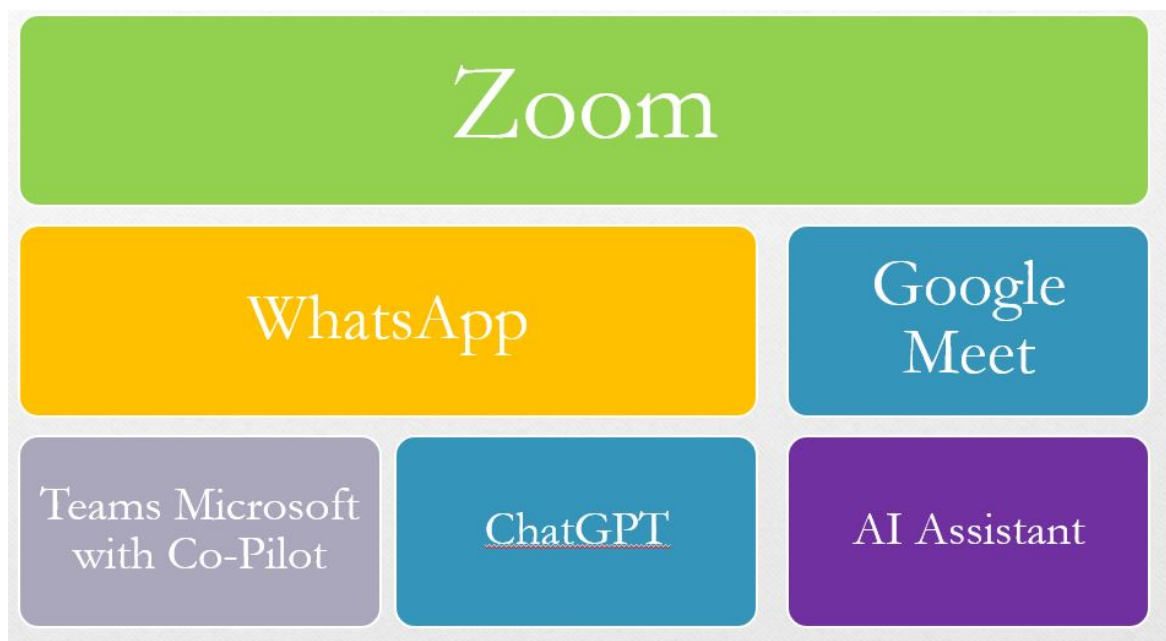 Zoom
WhatsApp
Google
Meet
Teams Microsoft
with Co-Pilot
ChatGPT
AI Assistant